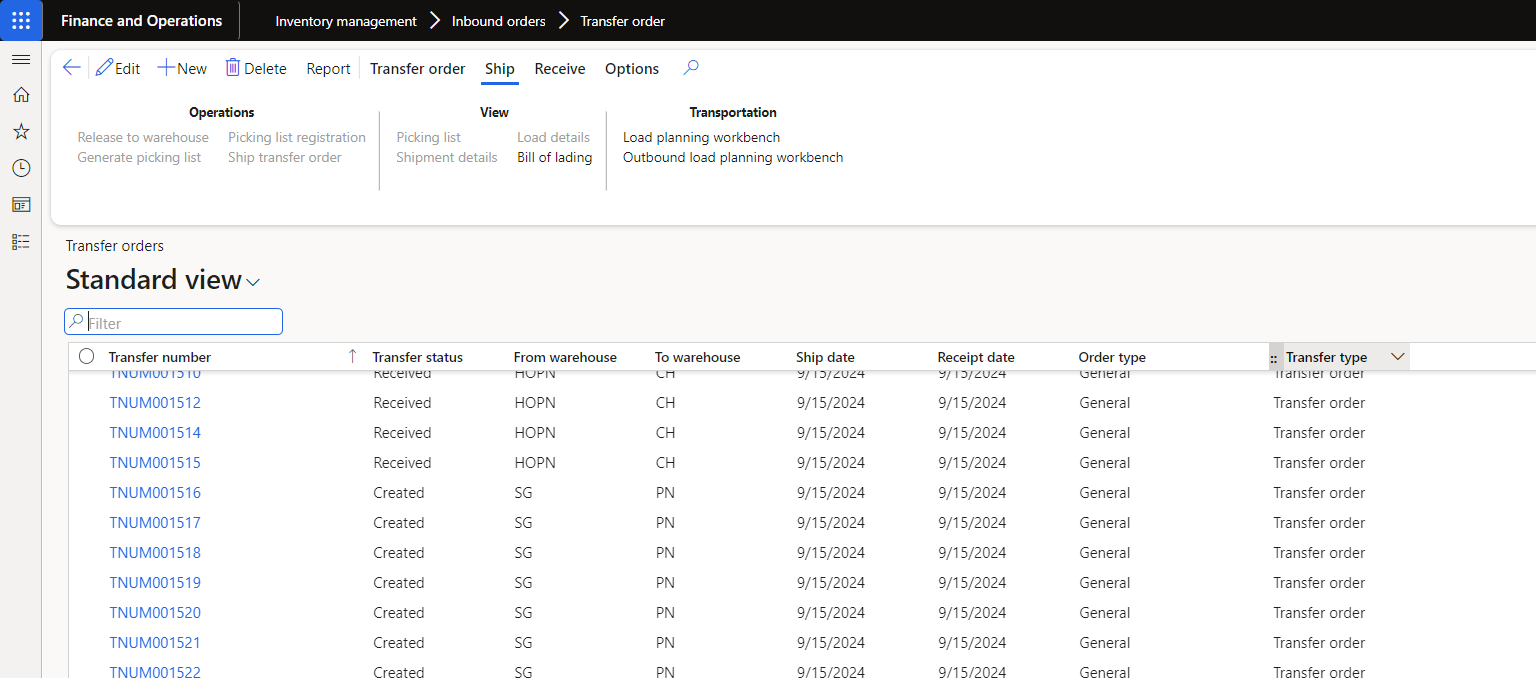 Finance and Operations Inventory management Inbound orders Transfer order
Edit New Delete Report Transfer order Ship Receive Options
Operations View Transportation
Release to warehouse Picking list registration Picking list Load details Load planning workbench
Generate picking list Ship transfer order Shipment details Bill of lading Outbound load planning workbench
Transfer orders
Standard view
Filter
Transfer number Transfer status From warehouse To warehouse Ship date Receipt date Order type Transfer type
TNUM001510 Received HOPN CH 9/15/2024 9/15/2024 General Transfer order
TNUM001512 Received HOPN CH 9/15/2024 9/15/2024 General Transfer order
TNUM001514 Received HOPN CH 9/15/2024 9/15/2024 General Transfer order
TNUM001515 Received HOPN CH 9/15/2024 9/15/2024 General Transfer order
TNUM001516 Created SG PN 9/15/2024 9/15/2024 General Transfer order
TNUM001517 Created SG PN 9/15/2024 9/15/2024 General Transfer order
TNUM001518 Created SG PN 9/15/2024 9/15/2024 General Transfer order
TNUM001519 Created SG PN 9/15/2024 9/15/2024 General Transfer order
TNUM001520 Created SG PN 9/15/2024 9/15/2024 General Transfer order
TNUM001521 Created SG PN 9/15/2024 9/15/2024 General Transfer order
TNUM001522 Created SG PN 9/15/2024 9/15/2024 General Transfer order